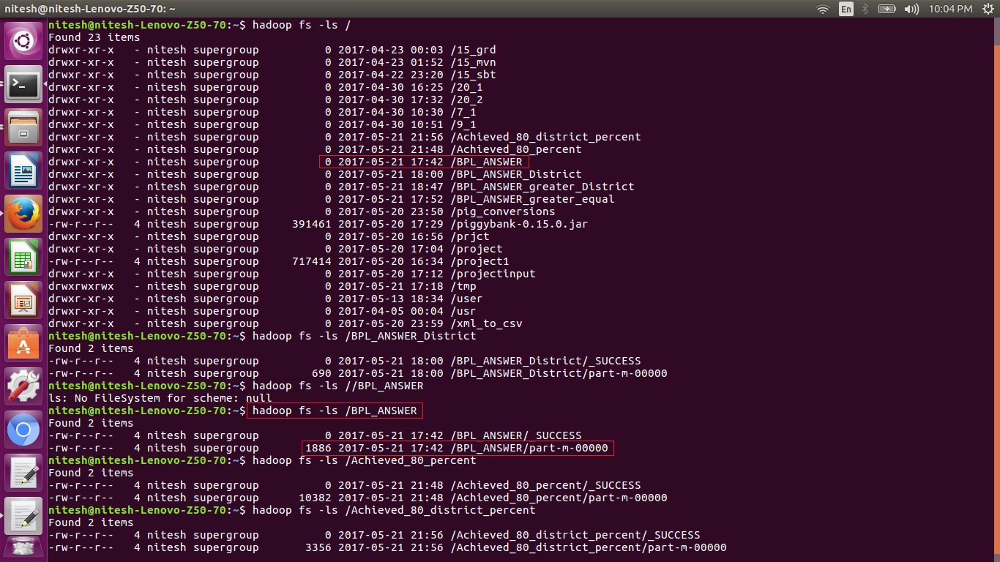 nitesh@nitesh-Lenovo-Z50-70: ~ En 10:04 PM
nitesh@nitesh-Lenovo-Z50-70:~$ hadoop fs -ls /
Found 23 items
drwxr-xr-x   - nitesh supergroup          0 2017-04-23 00:03 /15_grd
drwxr-xr-x   - nitesh supergroup          0 2017-04-23 01:52 /15_mvn
drwxr-xr-x   - nitesh supergroup          0 2017-04-22 23:20 /15_sbt
drwxr-xr-x   - nitesh supergroup          0 2017-04-30 16:25 /20_1
drwxr-xr-x   - nitesh supergroup          0 2017-04-30 17:32 /20_2
drwxr-xr-x   - nitesh supergroup          0 2017-04-30 10:30 /7_1
drwxr-xr-x   - nitesh supergroup          0 2017-04-30 10:51 /9_1
drwxr-xr-x   - nitesh supergroup          0 2017-05-21 21:56 /Achieved_80_district_percent
drwxr-xr-x   - nitesh supergroup          0 2017-05-21 21:48 /Achieved_80_percent
drwxr-xr-x   - nitesh supergroup          0 2017-05-21 17:42 /BPL_ANSWER
drwxr-xr-x   - nitesh supergroup          0 2017-05-21 18:00 /BPL_ANSWER_District
drwxr-xr-x   - nitesh supergroup          0 2017-05-21 18:47 /BPL_ANSWER_greater_District
drwxr-xr-x   - nitesh supergroup          0 2017-05-21 17:52 /BPL_ANSWER_greater_equal
drwxr-xr-x   - nitesh supergroup          0 2017-05-20 23:50 /pig_conversions
-rw-r--r--   4 nitesh supergroup     391461 2017-05-20 17:29 /piggybank-0.15.0.jar
drwxr-xr-x   - nitesh supergroup          0 2017-05-20 16:56 /prjct
drwxr-xr-x   - nitesh supergroup          0 2017-05-20 17:04 /project
-rw-r--r--   4 nitesh supergroup     717414 2017-05-20 16:34 /project1
drwxr-xr-x   - nitesh supergroup          0 2017-05-20 17:12 /projectinput
drwxrwxrwx   - nitesh supergroup          0 2017-05-21 17:18 /tmp
drwxr-xr-x   - nitesh supergroup          0 2017-05-13 18:34 /user
drwxr-xr-x   - nitesh supergroup          0 2017-04-05 00:04 /usr
drwxr-xr-x   - nitesh supergroup          0 2017-05-20 23:59 /xml_to_csv
nitesh@nitesh-Lenovo-Z50-70:~$ hadoop fs -ls /BPL_ANSWER_District
Found 2 items
-rw-r--r--   4 nitesh supergroup          0 2017-05-21 18:00 /BPL_ANSWER_District/_SUCCESS
-rw-r--r--   4 nitesh supergroup        690 2017-05-21 18:00 /BPL_ANSWER_District/part-m-00000
nitesh@nitesh-Lenovo-Z50-70:~$ hadoop fs -ls //BPL_ANSWER
ls: No FileSystem for scheme: null
nitesh@nitesh-Lenovo-Z50-70:~$ hadoop fs -ls /BPL_ANSWER
Found 2 items
-rw-r--r--   4 nitesh supergroup          0 2017-05-21 17:42 /BPL_ANSWER/_SUCCESS
-rw-r--r--   4 nitesh supergroup       1886 2017-05-21 17:42 /BPL_ANSWER/part-m-00000
nitesh@nitesh-Lenovo-Z50-70:~$ hadoop fs -ls /Achieved_80_percent
Found 2 items
-rw-r--r--   4 nitesh supergroup          0 2017-05-21 21:48 /Achieved_80_percent/_SUCCESS
-rw-r--r--   4 nitesh supergroup      10382 2017-05-21 21:48 /Achieved_80_percent/part-m-00000
nitesh@nitesh-Lenovo-Z50-70:~$ hadoop fs -ls /Achieved_80_district_percent
Found 2 items
-rw-r--r--   4 nitesh supergroup          0 2017-05-21 21:56 /Achieved_80_district_percent/_SUCCESS
-rw-r--r--   4 nitesh supergroup       3356 2017-05-21 21:56 /Achieved_80_district_percent/part-m-00000